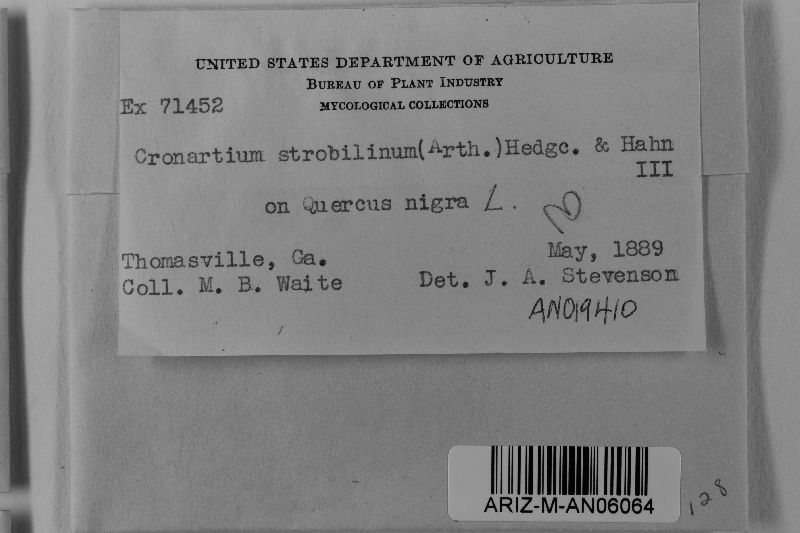 UNITED STATES DEPARTMENT OF AGRICULTURE
BUREAU OF PLANT INDUSTRY
MYCOLOGICAL COLLECTIONS
Ex 71452
Cronartium strobilinum(Arth.)Hedgc. & Hahn
III
on Quercus nigra L.
Thomasville, Ga.
May, 1889
Coll. M. B. Waite
Det. J. A. Stevenson
AN019410
ARIZ-M-AN06064
128